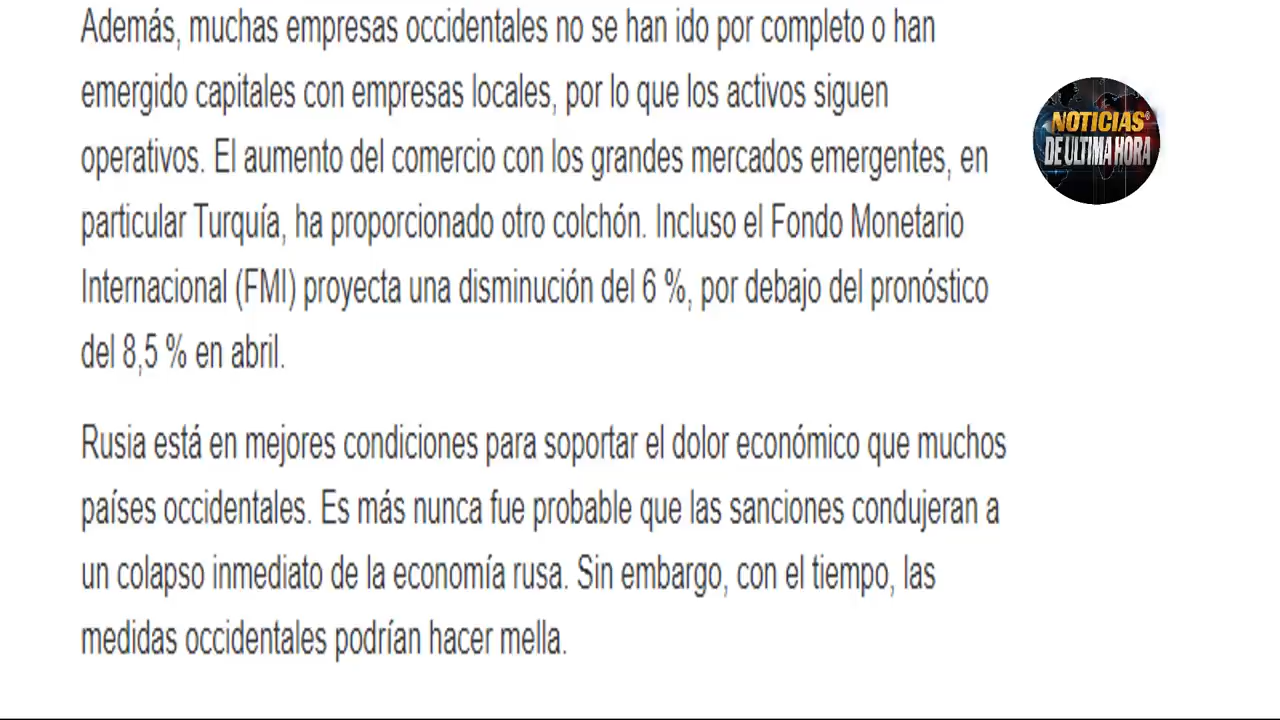 Además, muchas empresas occidentales no se han ido por completo o han
emergido capitales con empresas locales, por lo que los activos siguen
operativos. El aumento del comercio con los grandes mercados emergentes, en
particular Turquía, ha proporcionado otro colchón. Incluso el Fondo Monetario
Internacional (FMI) proyecta una disminución del 6 %, por debajo del pronóstico
del 8,5 % en abril.
Rusia está en mejores condiciones para soportar el dolor económico que muchos
países occidentales. Es más nunca fue probable que las sanciones condujeran a
un colapso inmediato de la economía rusa. Sin embargo, con el tiempo, las
medidas occidentales podrían hacer mella.
NOTICIAS
DE ULTIMA HORA